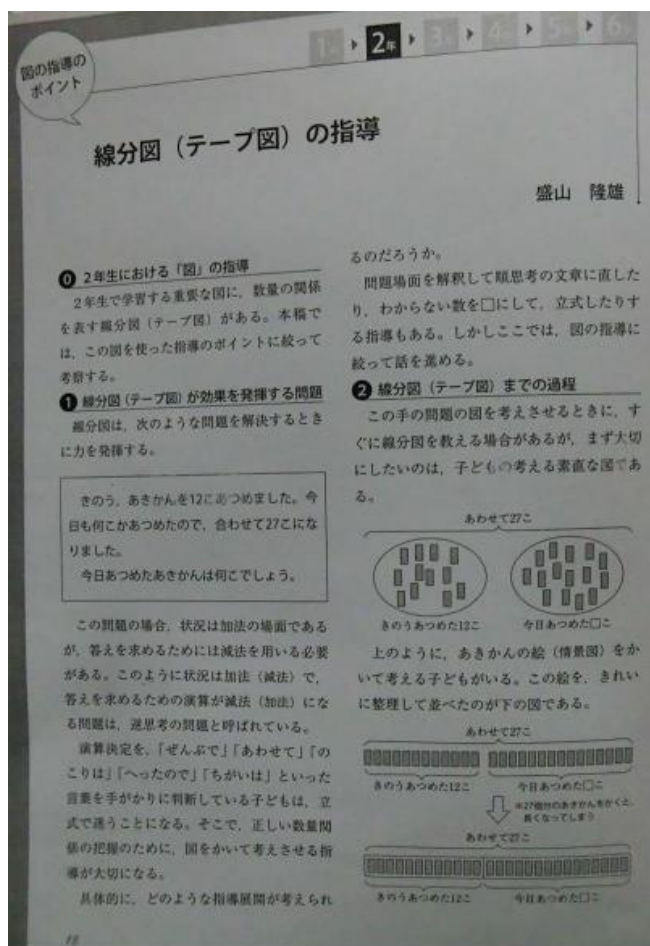 図の指導の
ポイント
1年
2年
3年
4年
5年
6年
線分図（テープ図）の指導
盛山　隆雄
0 2年生における「図」の指導
2年生で学習する重要な図に，数量の関係
を表す線分図（テープ図）がある。本稿で
は，この図を使った指導のポイントに絞って
考察する。
1 線分図（テープ図）が効果を発揮する問題
線分図は，次のような問題を解決するとき
に力を発揮する。
きのう，あきかんを12こあつめました。今
日も何こかあつめたので，合わせて27こにな
りました。
今日あつめたあきかんは何こでしょう。
この問題の場合，状況は加法の場面である
が，答えを求めるためには減法を用いる必要
がある。このように状況は加法（減法）で，
答えを求めるための演算が減法（加法）にな
る問題は，逆思考の問題と呼ばれている。
演算決定を，「ぜんぶで」「あわせて」「の
こりは」「へったので」「ちがいは」といった
言葉を手がかりに判断している子どもは，立
式で迷うことになる。そこで，正しい数量関
係の把握のために，図をかいて考えさせる指
導が大切になる。
具体的に，どのような指導展開が考えられ
るのだろうか。
問題場面を解釈して順思考の文章に直した
り，わからない数を□にして，立式したりす
る指導もある。しかしここでは，図の指導に
絞って話を進める。
2 線分図（テープ図）までの過程
この手の問題の図を考えさせるときに，す
ぐに線分図を教える場合があるが，まず大切
にしたいのは，子どもの考える素直な図であ
る。
あわせて27こ
きのうあつめた12こ
今日あつめた□こ
上のように，あきかんの絵（情景図）をか
いて考える子どもがいる。この絵を，きれい
に整理して並べたのが下の図である。
あわせて27こ
きのうあつめた12こ
今日あつめた□こ
※27個分のあきかんをかくと，
長くなってしまう
あわせて27こ
きのうあつめた12こ
今日あつめた□こ